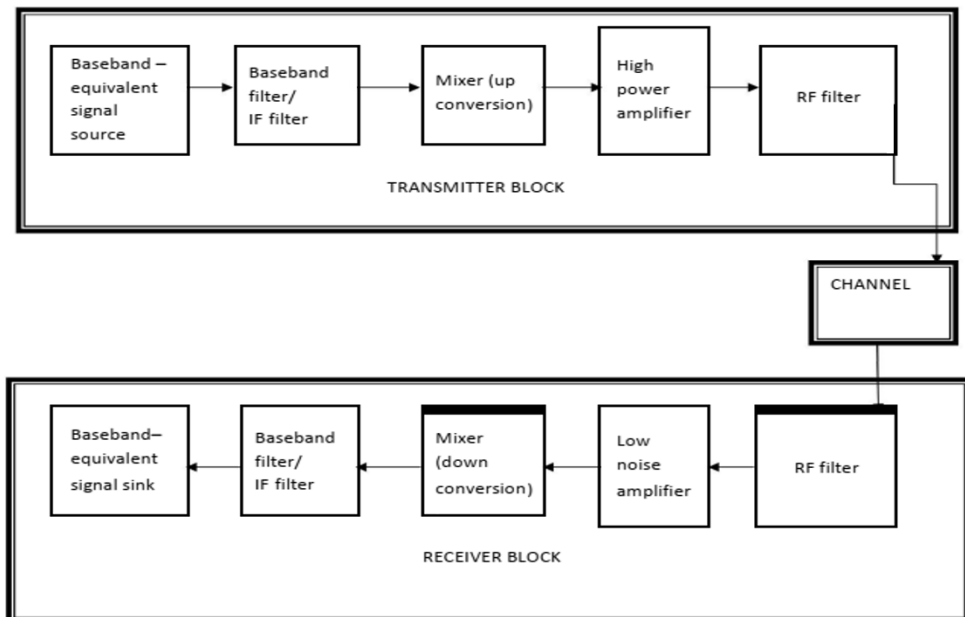 Baseband –
equivalent
signal
source
Baseband
filter/
IF filter
Mixer (up
conversion)
High
power
amplifier
RF filter
TRANSMITTER BLOCK
CHANNEL
Baseband–
equivalent
signal sink
Baseband
filter/
IF filter
Mixer
(down
conversion)
Low
noise
amplifier
RF filter
RECEIVER BLOCK